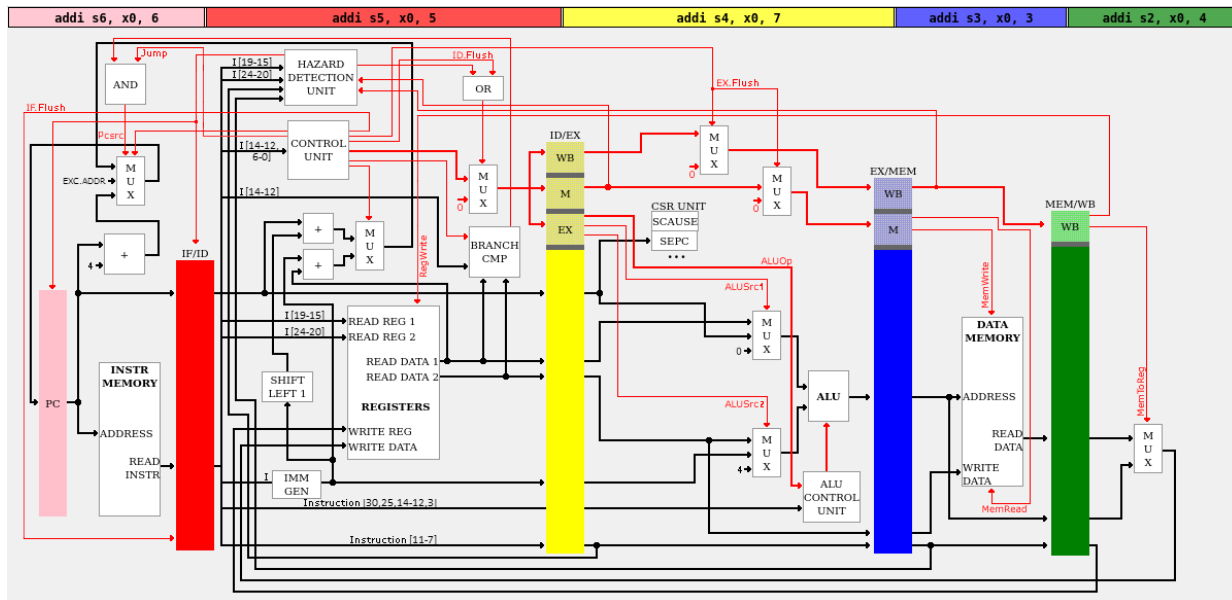 addi s6, x0, 6
addi s5, x0, 5
addi s4, x0, 7
addi s3, x0, 3
addi s2, x0, 4
Jump
AND
I [19-15]
I [24-20]
HAZARD
DETECTION
UNIT
ID.Flush
OR
EX.Flush
IF.Flush
Pcsrc
M
U
X
EXC.ADDR
I [14-12,
6-0]
CONTROL
UNIT
I [14-12]
M
U
X
0
ID/EX
WB
M
EX
M
U
X
0
M
U
X
0
EX/MEM
WB
M
MEM/WB
WB
CSR UNIT
SCAUSE
SEPC
...
+
4
IF/ID
+
+
M
U
X
RegWrite
BRANCH
CMP
ALUOp
ALUSrc1
MemWrite
I [19-15]
I [24-20]
READ REG 1
READ REG 2
READ DATA 1
READ DATA 2
REGISTERS
WRITE REG
WRITE DATA
M
U
X
0
DATA
MEMORY
ADDRESS
READ
DATA
WRITE
DATA
MemRead
MemToReg
M
U
X
INSTR
MEMORY
PC
ADDRESS
READ
INSTR
SHIFT
LEFT 1
ALU
ALUSrc2
M
U
X
4
I
IMM
GEN
Instruction [30,25,14-12,3]
ALU
CONTROL
UNIT
Instruction [11-7]